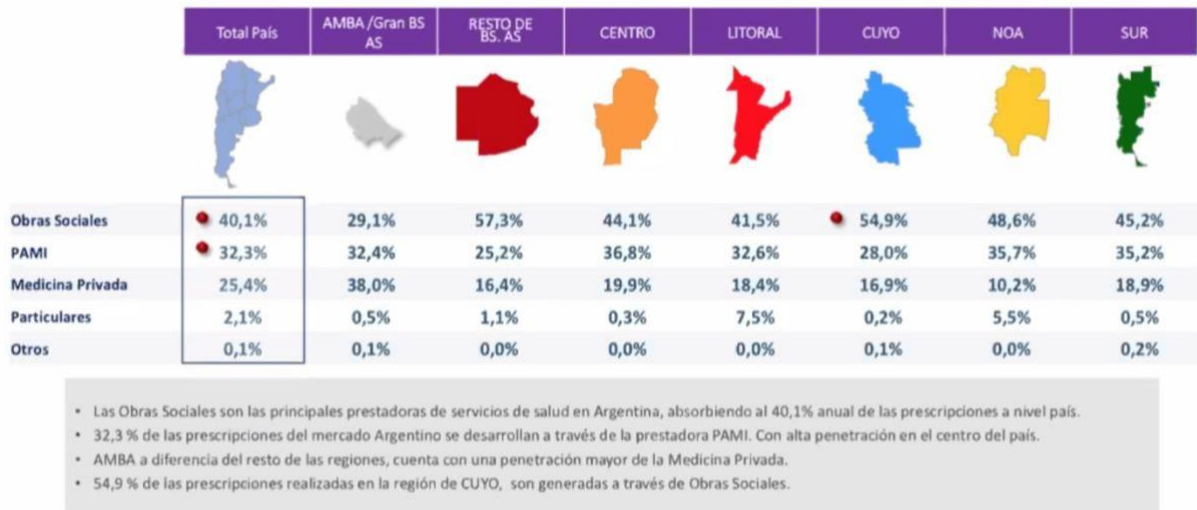 Total País AMBA /Gran BS AS RESTO DE BS. AS CENTRO LITORAL CUYO NOA SUR
Obras Sociales 40,1% 29,1% 57,3% 44,1% 41,5% 54,9% 48,6% 45,2%
PAMI 32,3% 32,4% 25,2% 36,8% 32,6% 28,0% 35,7% 35,2%
Medicina Privada 25,4% 38,0% 16,4% 19,9% 18,4% 16,9% 10,2% 18,9%
Particulares 2,1% 0,5% 1,1% 0,3% 7,5% 0,2% 5,5% 0,5%
Otros 0,1% 0,1% 0,0% 0,0% 0,0% 0,1% 0,0% 0,2%
• Las Obras Sociales son las principales prestadoras de servicios de salud en Argentina, absorbiendo al 40,1% anual de las prescripciones a nivel país.
• 32,3 % de las prescripciones del mercado Argentino se desarrollan a través de la prestadora PAMI. Con alta penetración en el centro del país.
• AMBA a diferencia del resto de las regiones, cuenta con una penetración mayor de la Medicina Privada.
• 54,9 % de las prescripciones realizadas en la región de CUYO, son generadas a través de Obras Sociales.